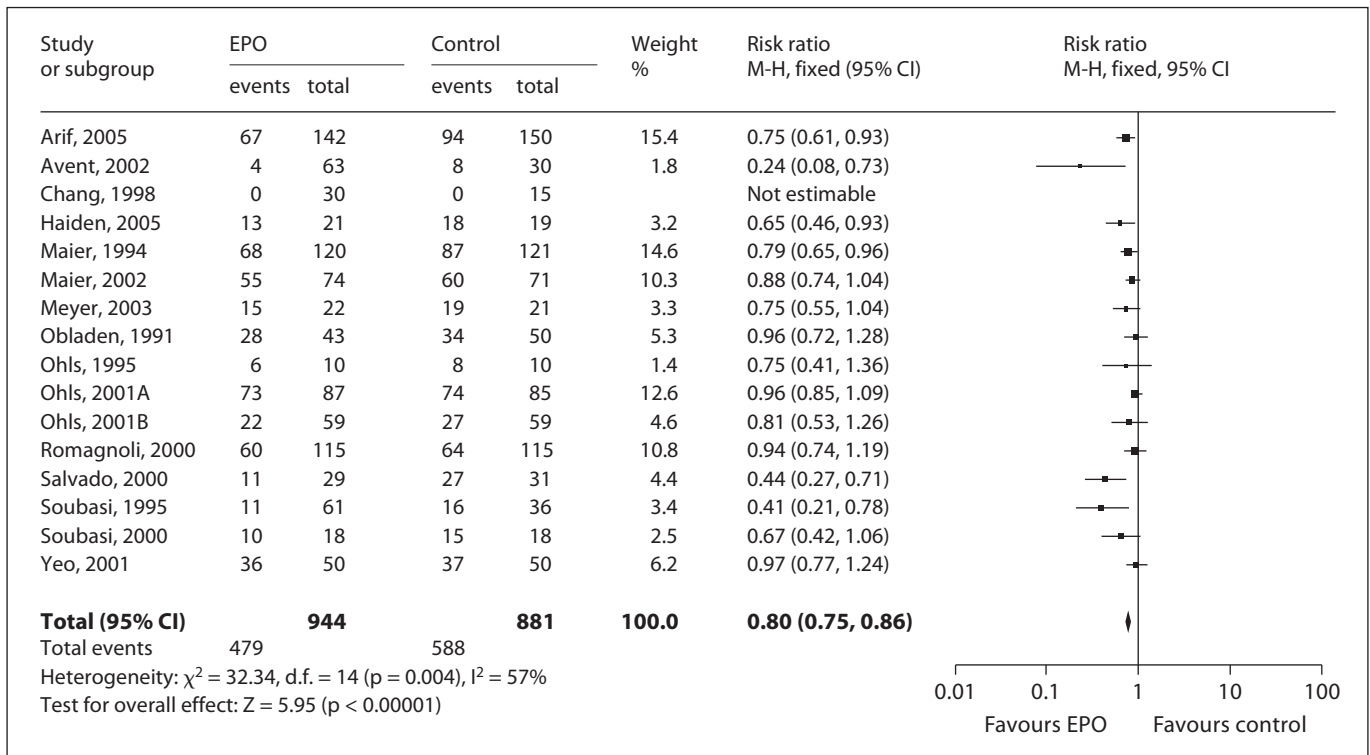 Study EPO Control Weight Risk ratio Risk ratio
or subgroup % M-H, fixed (95% CI) M-H, fixed, 95% CI
events total events total
Arif, 2005 67 142 94 150 15.4 0.75 (0.61, 0.93)
Avent, 2002 4 63 8 30 1.8 0.24 (0.08, 0.73)
Chang, 1998 0 30 0 15 Not estimable
Haiden, 2005 13 21 18 19 3.2 0.65 (0.46, 0.93)
Maier, 1994 68 120 87 121 14.6 0.79 (0.65, 0.96)
Maier, 2002 55 74 60 71 10.3 0.88 (0.74, 1.04)
Meyer, 2003 15 22 19 21 3.3 0.75 (0.55, 1.04)
Obladen, 1991 28 43 34 50 5.3 0.96 (0.72, 1.28)
Ohls, 1995 6 10 8 10 1.4 0.75 (0.41, 1.36)
Ohls, 2001A 73 87 74 85 12.6 0.96 (0.85, 1.09)
Ohls, 2001B 22 59 27 59 4.6 0.81 (0.53, 1.26)
Romagnoli, 2000 60 115 64 115 10.8 0.94 (0.74, 1.19)
Salvado, 2000 11 29 27 31 4.4 0.44 (0.27, 0.71)
Soubasi, 1995 11 61 16 36 3.4 0.41 (0.21, 0.78)
Soubasi, 2000 10 18 15 18 2.5 0.67 (0.42, 1.06)
Yeo, 2001 36 50 37 50 6.2 0.97 (0.77, 1.24)
Total (95% CI) 944 881 100.0 0.80 (0.75, 0.86)
Total events 479 588
Heterogeneity: χ² = 32.34, d.f. = 14 (p = 0.004), I² = 57%
Test for overall effect: Z = 5.95 (p < 0.00001)
0.01 0.1 1 10 100
Favours EPO Favours control